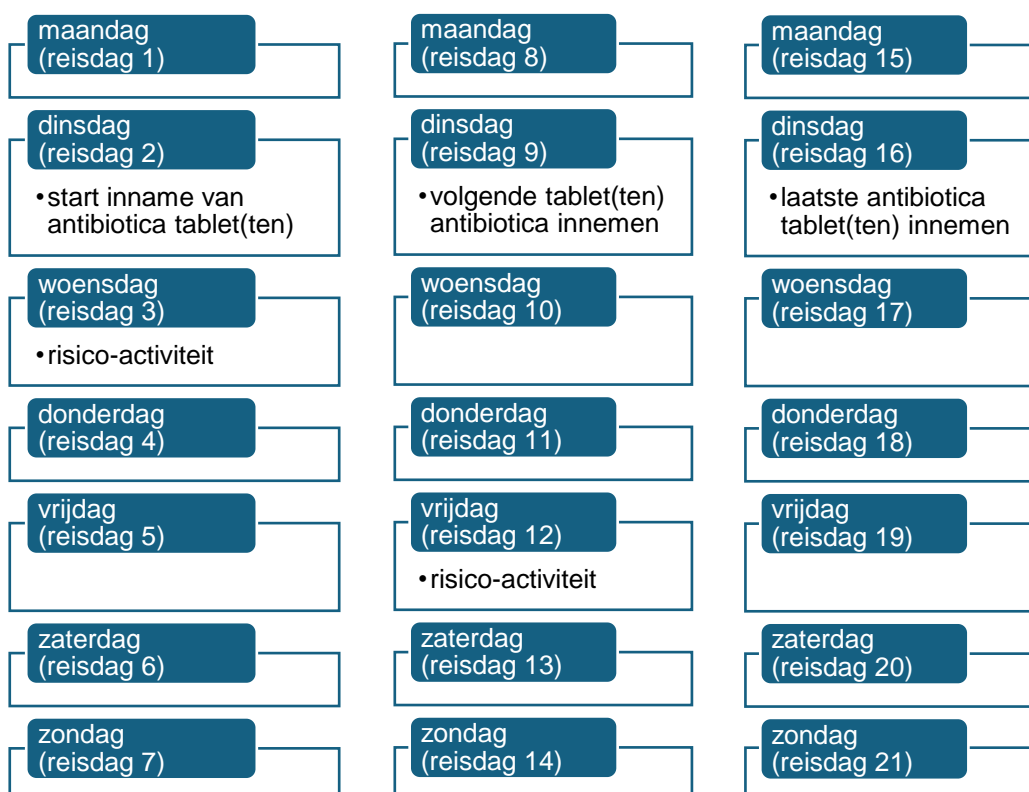 maandag
(reisdag 1)
dinsdag
(reisdag 2)
•start inname van
antibiotica tablet(ten)
woensdag
(reisdag 3)
•risico-activiteit
donderdag
(reisdag 4)
vrijdag
(reisdag 5)
zaterdag
(reisdag 6)
zondag
(reisdag 7)
maandag
(reisdag 8)
dinsdag
(reisdag 9)
•volgende tablet(ten)
antibiotica innemen
woensdag
(reisdag 10)
donderdag
(reisdag 11)
vrijdag
(reisdag 12)
•risico-activiteit
zaterdag
(reisdag 13)
zondag
(reisdag 14)
maandag
(reisdag 15)
dinsdag
(reisdag 16)
•laatste antibiotica
tablet(ten) innemen
woensdag
(reisdag 17)
donderdag
(reisdag 18)
vrijdag
(reisdag 19)
zaterdag
(reisdag 20)
zondag
(reisdag 21)